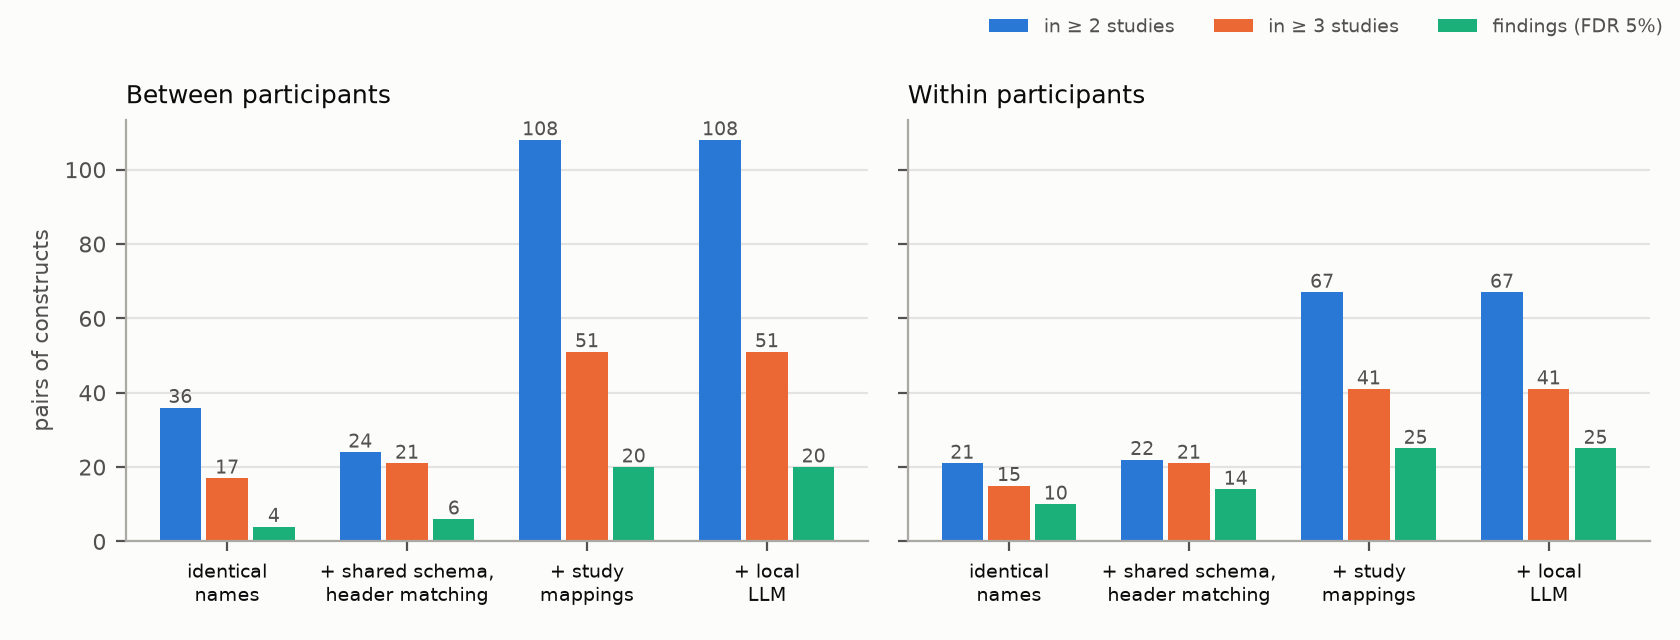 in ≥ 2 studies
in ≥ 3 studies
findings (FDR 5%)
Between participants
pairs of constructs
100
80
60
40
20
0
36
17
4
24
21
6
108
51
20
108
51
20
identical
names
+ shared schema,
header matching
+ study
mappings
+ local
LLM
Within participants
21
15
10
22
21
14
67
41
25
67
41
25
identical
names
+ shared schema,
header matching
+ study
mappings
+ local
LLM